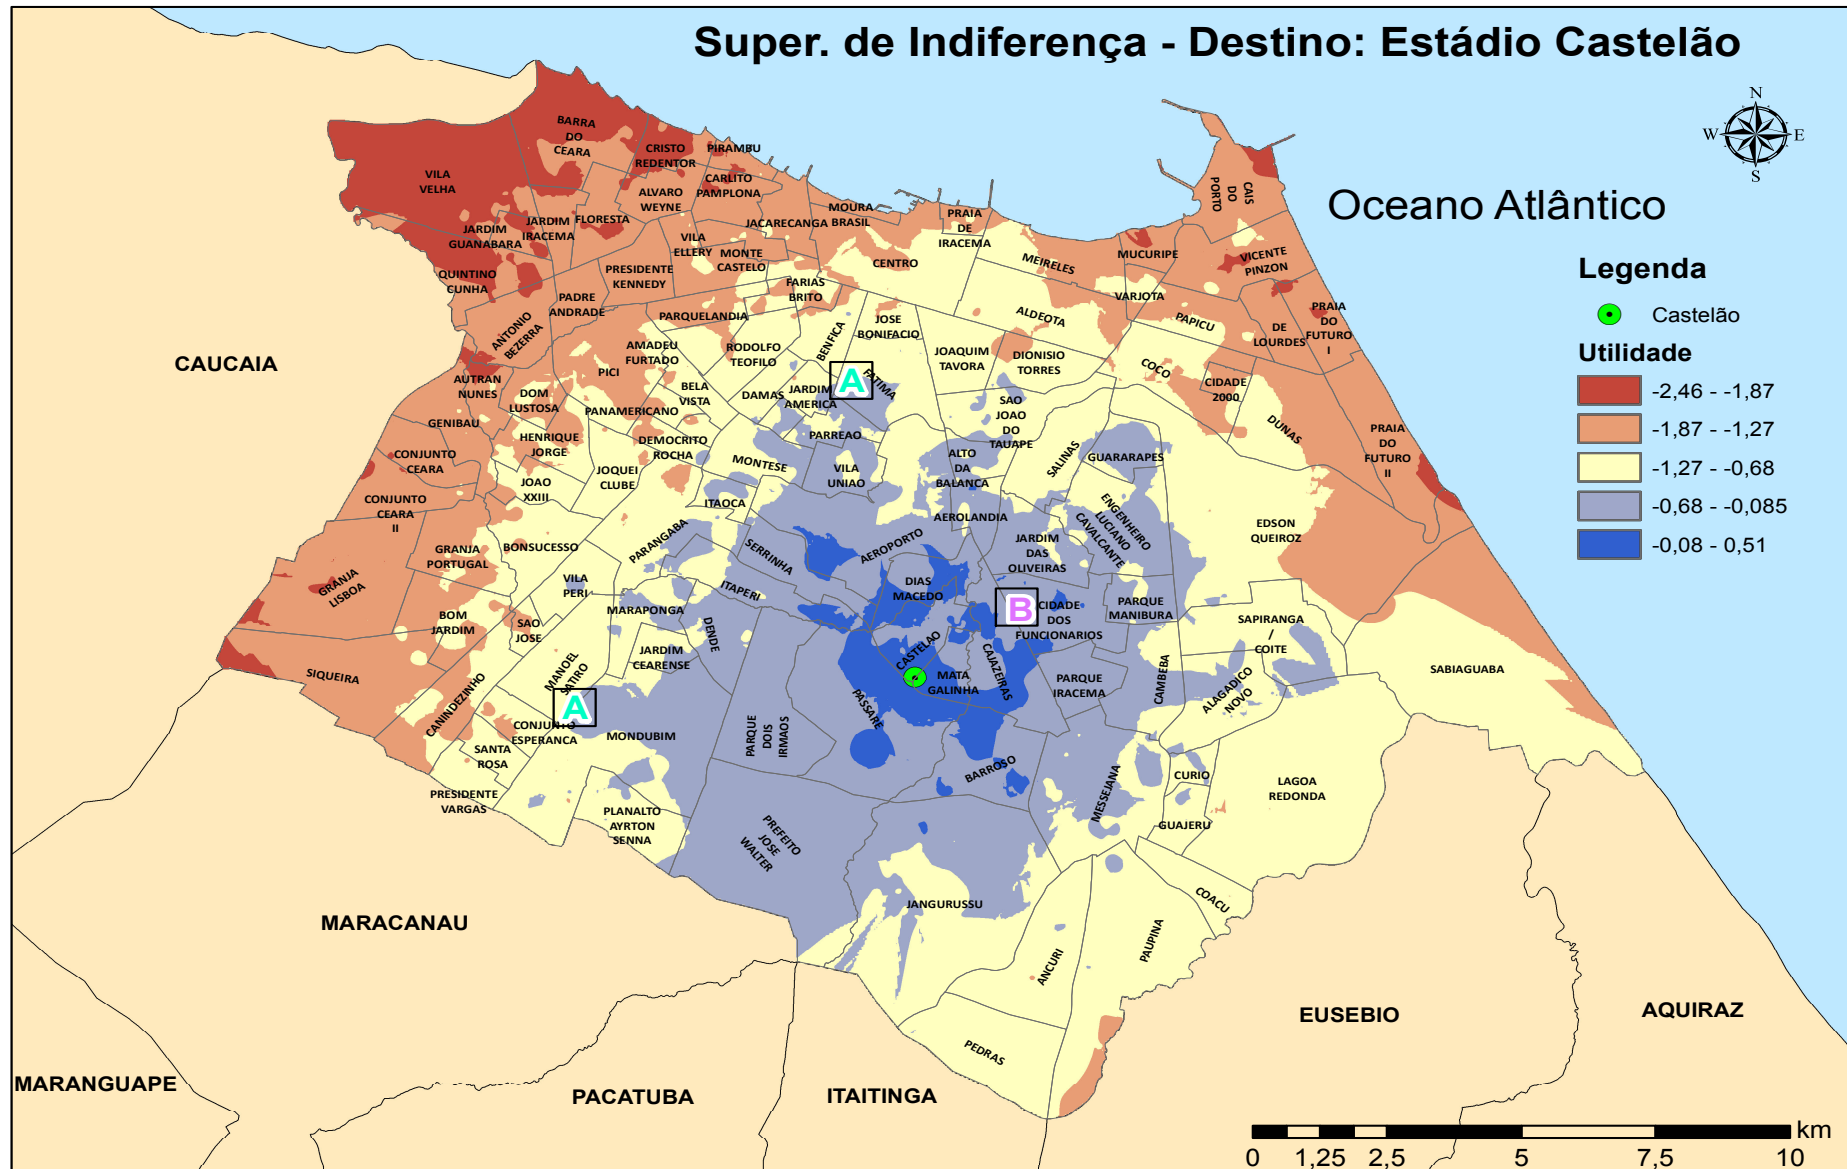 Super. de Indiferença - Destino: Estádio Castelão
N
W
E
S
Oceano Atlântico
Legenda
Castelão
Utilidade
-2,46 - -1,87
-1,87 - -1,27
-1,27 - -0,68
-0,68 - -0,085
-0,08 - 0,51
BARRA
DO
CEARA
CRISTO
REDENTOR
PIRAMBU
VILA
VELHA
CARLITO
PAMPLONA
ALVARO
WEYNE
JARDIM
GUANABARA
JARDIM
IRACEMA
FLORESTA
JACARECANGA
MOURA
BRASIL
PRAIA
DE
IRACEMA
CAIS
DO
PORTO
VILA
ELLERY
MONTE
CASTELO
CENTRO
MEIRELES
MUCURIPE
VICENTE
PINZON
QUINTINO
CUNHA
PRESIDENTE
KENNEDY
FARIAS
BRITO
VARJOTA
PADRE
ANDRADE
PARQUELANDIA
ANTONIO
BEZERRA
BENFICA
JOSE
BONIFACIO
ALDEOTA
PAPICU
DE
LOURDES
PRAIA
DO
FUTURO
I
CAUCAIA
AMADEU
FURTADO
RODOLFO
TEOFILO
JOAQUIM
TAVORA
DIONISIO
TORRES
COCO
CIDADE
2000
PICI
AUTRAN
NUNES
DOM
LUSTOSA
BELA
VISTA
DAMAS
JARDIM
AMERICA
A
FATIMA
PANAMERICANO
GENIBAU
SAO
JOAO
DO
TAUAPE
DUNAS
PRAIA
DO
FUTURO
II
HENRIQUE
JORGE
DEMOCRITO
ROCHA
PARREAO
CONJUNTO
CEARA
MONTESE
VILA
UNIAO
ALTO
DA
BALANCA
SALINAS
GUARARAPES
JOQUEI
CLUBE
JOAO
XXIII
CONJUNTO
CEARA
II
ITAOCA
AEROLANDIA
ENGENHEIRO
LUCIANO
CAVALCANTE
EDSON
QUEIROZ
PARANGABA
GRANJA
PORTUGAL
BONSUCESSO
SERRINHA
AEROPORTO
JARDIM
DAS
OLIVEIRAS
GRANJA
LISBOA
VILA
PERI
ITAPERI
DIAS
MACEDO
MARAPONGA
B
CIDADE
DOS
FUNCIONARIOS
PARQUE
MANIBURA
BOM
JARDIM
SAO
JOSE
DENDE
SAPIRANGA
/
COITE
SIQUEIRA
MANOEL
SATIRO
JARDIM
CEARENSE
CASTELAO
MATA
GALINHA
CAJAZEIRAS
PARQUE
IRACEMA
CAMBEBA
ALAGADICO
NOVO
SABIAGUABA
CANINDEZINHO
A
CONJUNTO
ESPERANCA
MONDUBIM
PARQUE
DOIS
IRMAOS
PASSARE
SANTA
ROSA
BARROSO
MESSEJANA
CURIO
LAGOA
REDONDA
PRESIDENTE
VARGAS
PLANALTO
AYRTON
SENNA
PREFEITO
JOSE
WALTER
GUAJERU
JANGURUSSU
COACU
MARACANAU
PAUPINA
ANCURI
EUSEBIO
AQUIRAZ
PEDRAS
MARANGUAPE
PACATUBA
ITAITINGA
km
0
1,25
2,5
5
7,5
10